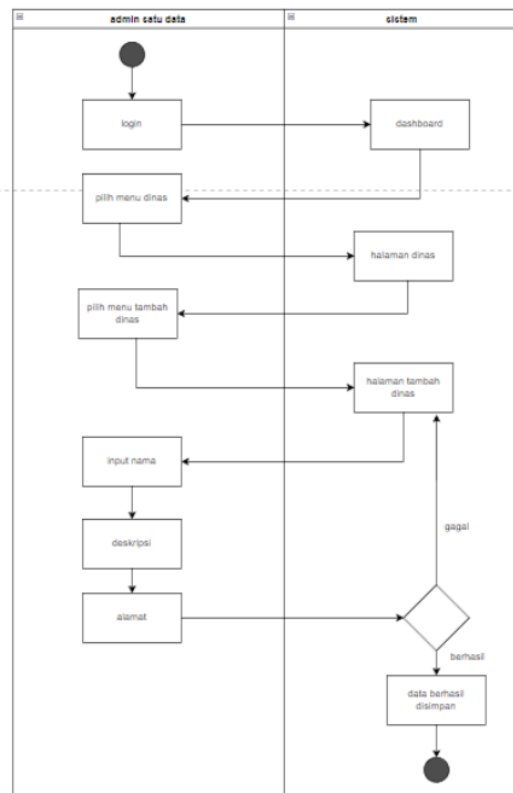 admin satu data
sistem
login
dashboard
pilih menu dinas
halaman dinas
pilih menu tambah
dinas
halaman tambah
dinas
input nama
deskripsi
gagal
alamat
berhasil
data berhasil
disimpan